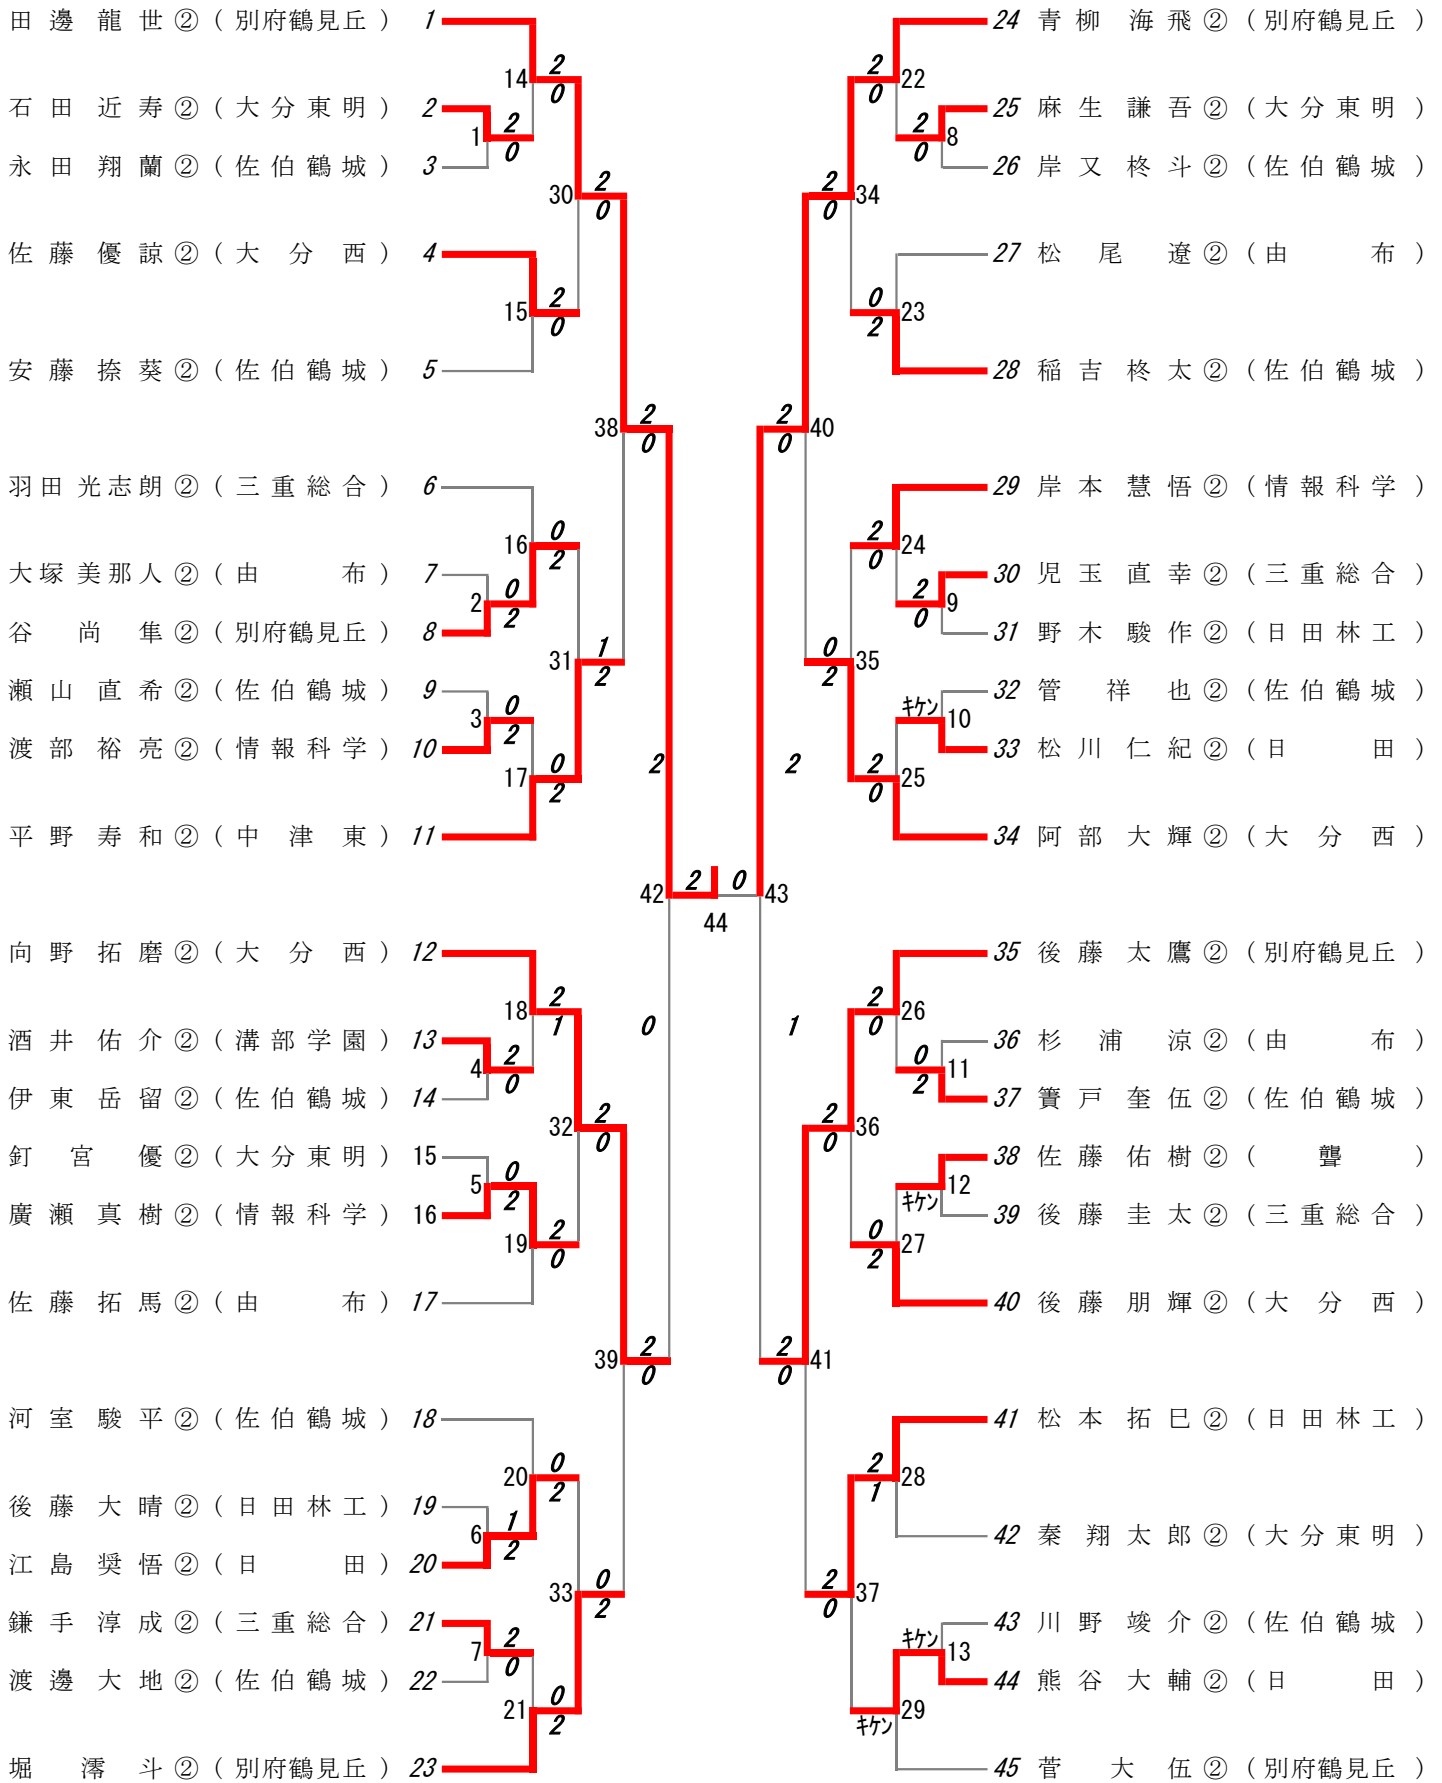 田邊龍世②(別府鶴見丘) 1
石田近寿②(大分東明) 2
永田翔蘭②(佐伯鶴城) 3
佐藤優諒②(大分西) 4
安藤捺葵②(佐伯鶴城) 5
羽田光志朗②(三重総合) 6
大塚美那人②(由布) 7
谷尚隼②(別府鶴見丘) 8
瀬山直希②(佐伯鶴城) 9
渡部裕亮②(情報科学) 10
平野寿和②(中津東) 11
向野拓磨②(大分西) 12
酒井佑介②(溝部学園) 13
伊東岳留②(佐伯鶴城) 14
釘宮優②(大分東明) 15
廣瀬真樹②(情報科学) 16
佐藤拓馬②(由布) 17
河室駿平②(佐伯鶴城) 18
後藤大晴②(日田林工) 19
江島奨悟②(日田) 20
鎌手淳成②(三重総合) 21
渡邊大地②(佐伯鶴城) 22
堀澪斗②(別府鶴見丘) 23
1 2 0
2 0 2
3 0 2
4 2 0
5 0 2
6 1 2
7 2 0
14 2 0
15 2 0
16 0 2
17 0 2
18 2 1
19 2 0
20 0 2
21 0 2
30 2 0
31 1 2
32 2 0
33 0 2
38 2 0
39 2 0
2 42 0
2 0
44
2 43 1
40 2 0
41 2 0
34 2 0
35 0 2
36 2 0
37 2 0
22 2 0
23 0 2
24 2 0
25 2 0
26 2 0
27 0 2
28 2 1
29 キケン
8 2 0
9 2 0
10 キケン
11 0 2
12 キケン
13 キケン
24 青柳海飛②(別府鶴見丘)
25 麻生謙吾②(大分東明)
26 岸又柊斗②(佐伯鶴城)
27 松尾遼②(由布)
28 稲吉柊太②(佐伯鶴城)
29 岸本慧悟②(情報科学)
30 児玉直幸②(三重総合)
31 野木駿作②(日田林工)
32 管祥也②(佐伯鶴城)
33 松川仁紀②(日田)
34 阿部大輝②(大分西)
35 後藤太鷹②(別府鶴見丘)
36 杉浦涼②(由布)
37 簀戸奎伍②(佐伯鶴城)
38 佐藤佑樹②(聾)
39 後藤圭太②(三重総合)
40 後藤朋輝②(大分西)
41 松本拓巳②(日田林工)
42 秦翔太郎②(大分東明)
43 川野竣介②(佐伯鶴城)
44 熊谷大輔②(日田)
45 菅大伍②(別府鶴見丘)